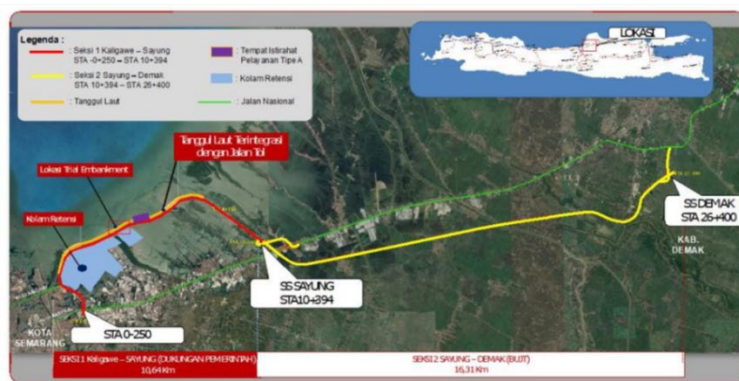 Legenda :
: Seksi 1 Kaligawe – Sayung
STA -0+250 – STA 10+394
: Seksi 2 Sayung – Demak
STA 10+394 – STA 26+400
: Tanggul Laut
: Tempat Istirahat
Pelayanan Tipe A
: Kolam Retensi
: Jalan Nasional
LOKASI
Tanggul Laut Terintegrasi
dengan Jalan Tol
Lokasi Trial Embankment
Kolam Retensi
SS DEMAK
STA 26+400
KAB.
DEMAK
SS SAYUNG
STA10+394
STA 0-250
KOTA
SEMARANG
SEKSI 1 Kaligawe – SAYUNG (DUKUNGAN PEMERINTAH)
10,64 Km
SEKSI 2 SAYUNG – DEMAK (BUJT)
16,31 Km